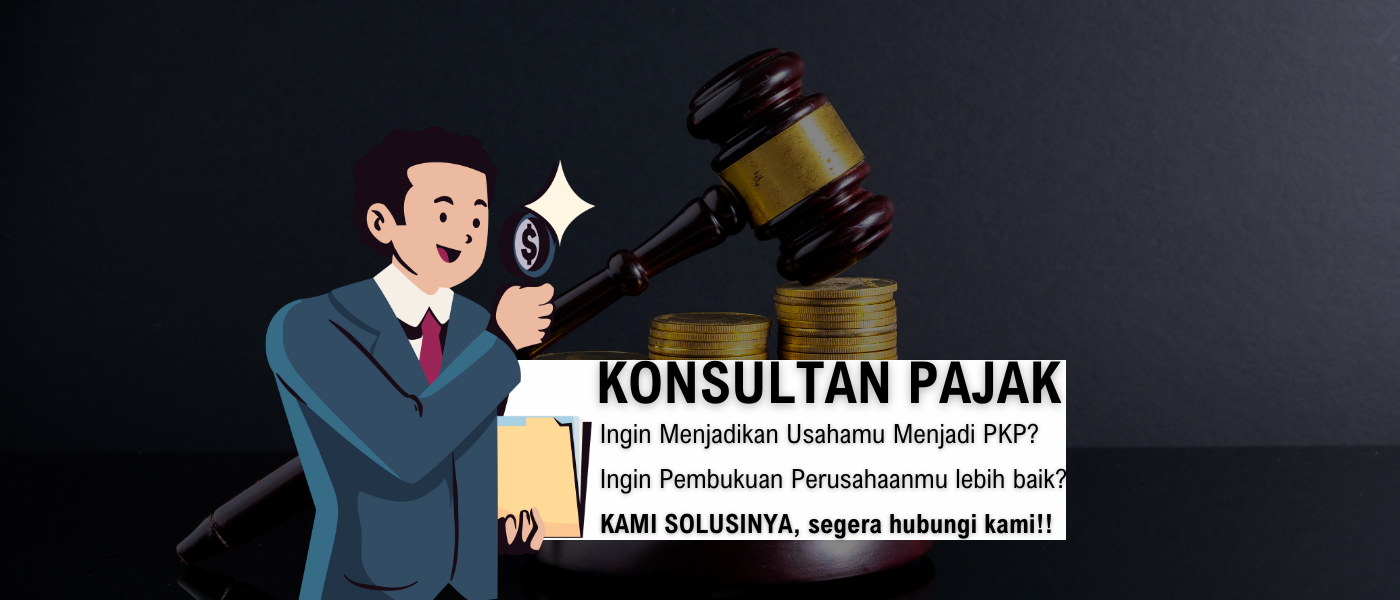 $
KONSULTAN PAJAK
Ingin Menjadikan Usahamu Menjadi PKP?
Ingin Pembukuan Perusahaanmu lebih baik?
KAMI SOLUSINYA, segera hubungi kami!!